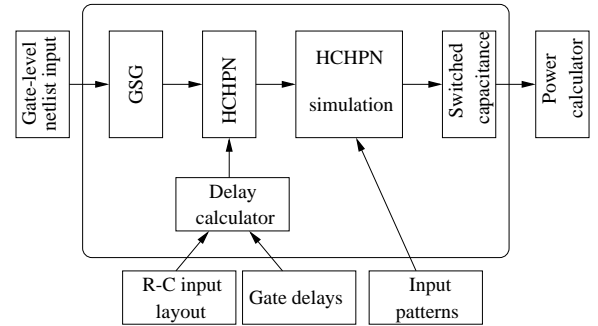 Gate-level
netlist input
GSG
HCHPN
HCHPN
simulation
Switched
capacitance
Power
calculator
Delay
calculator
R-C input
layout
Gate delays
Input
patterns